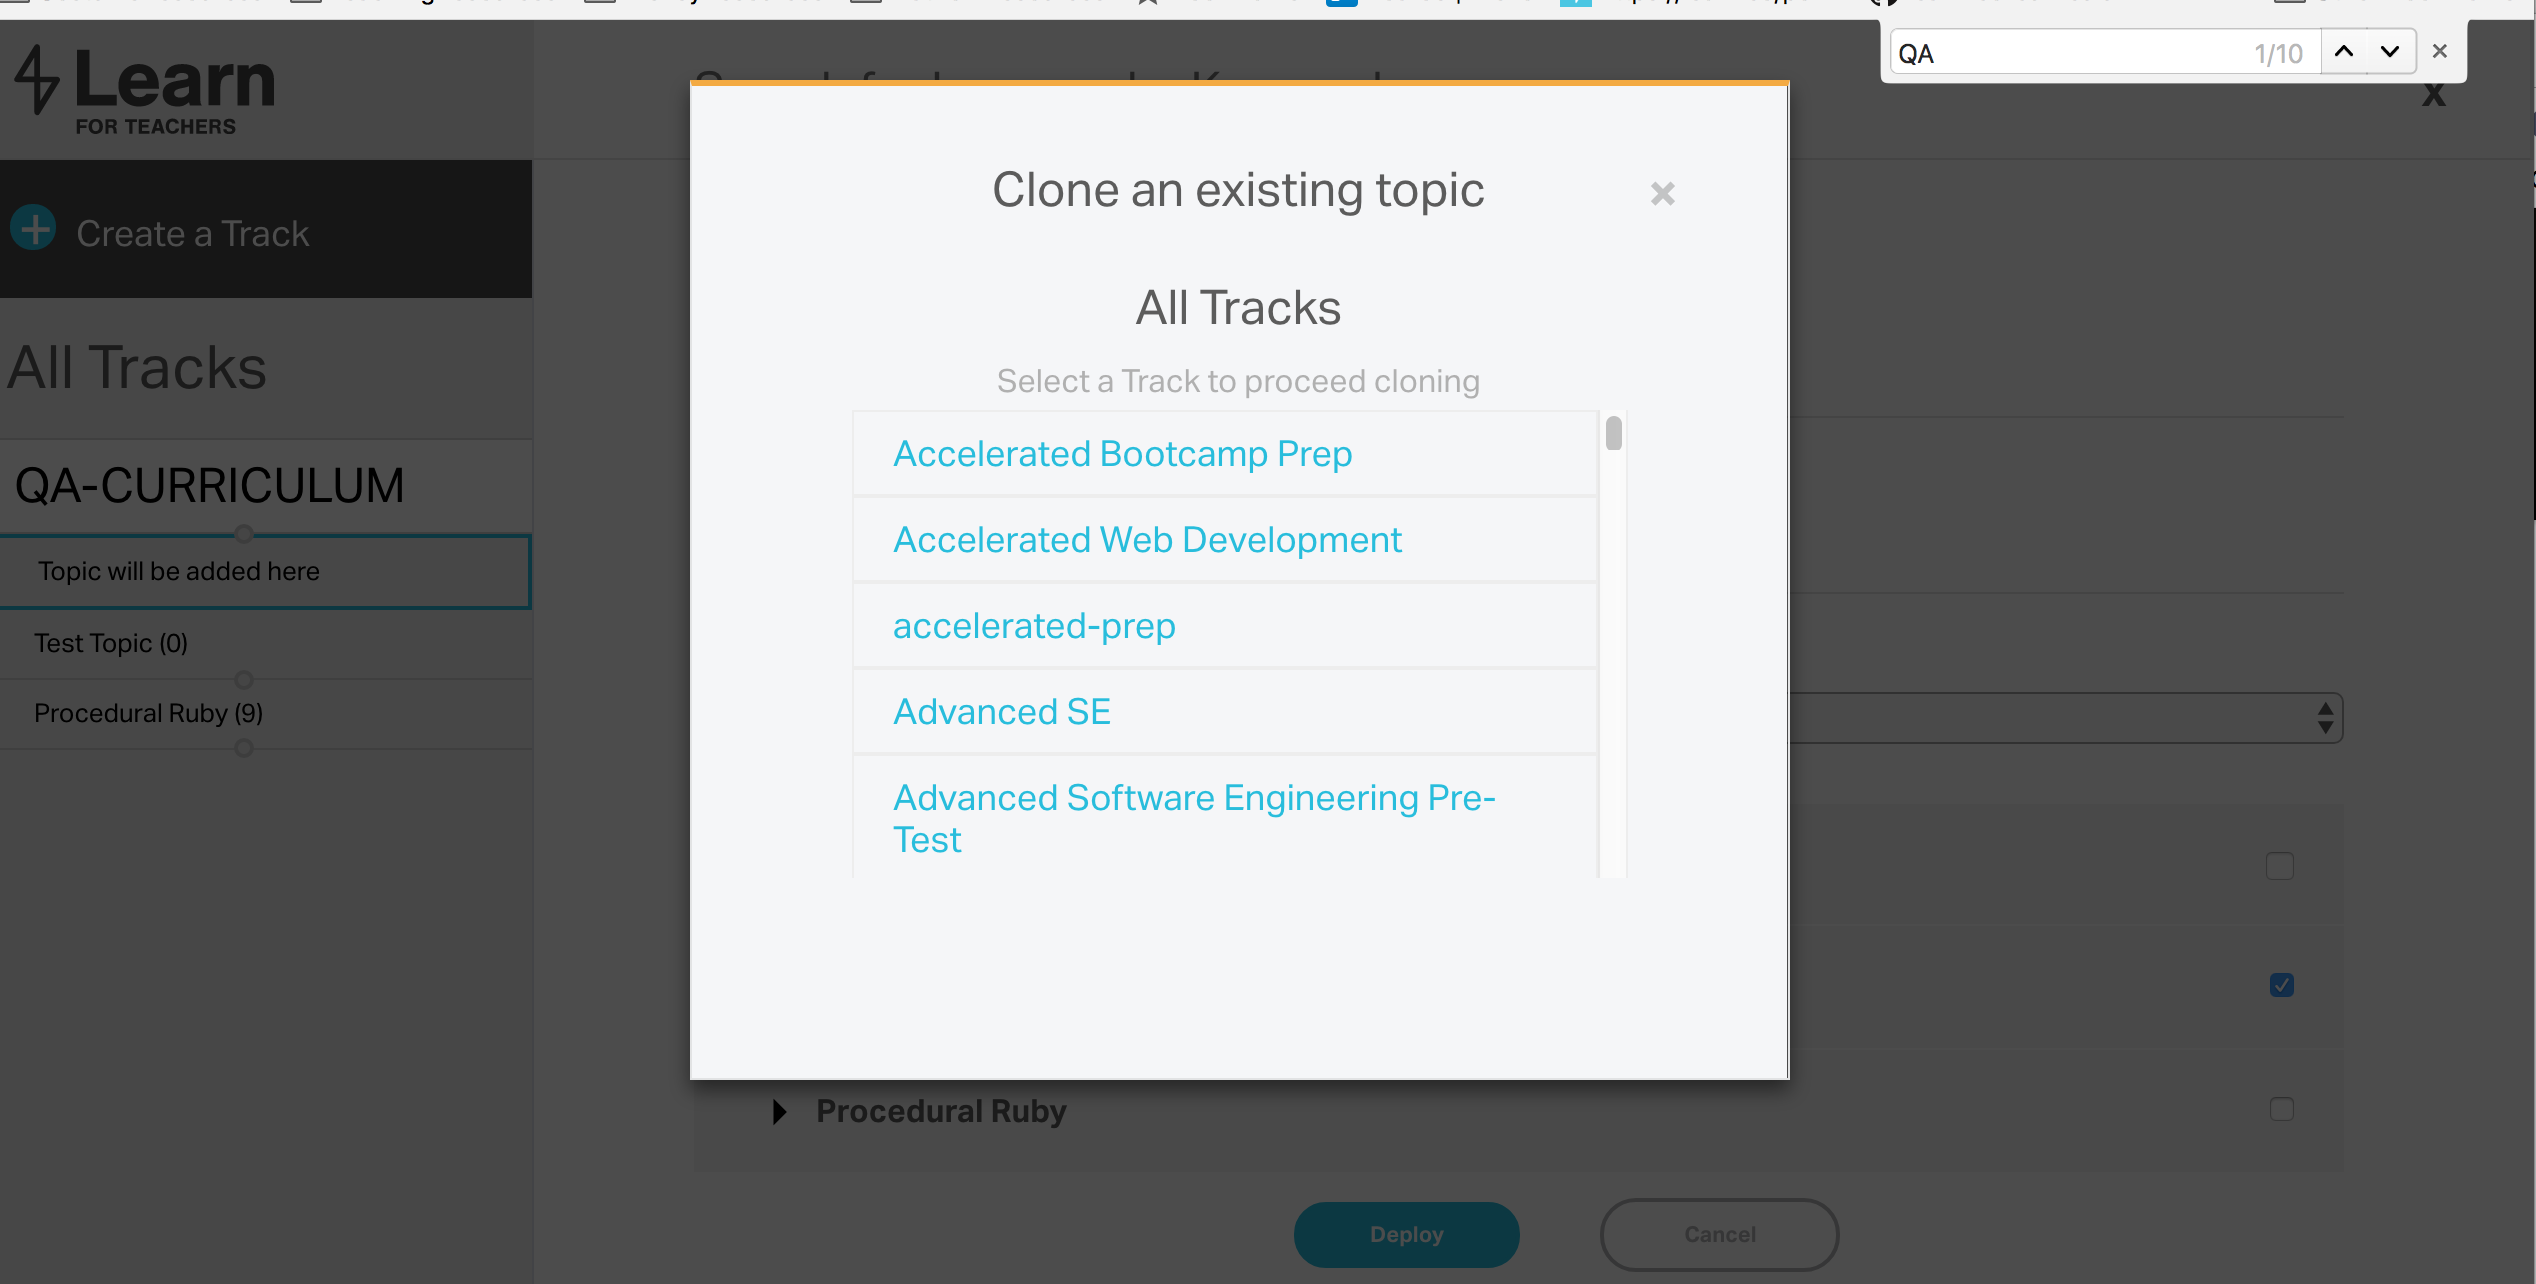 QA 1/10
Learn
FOR TEACHERS
x
Create a Track
All Tracks
QA-CURRICULUM
Topic will be added here
Test Topic (0)
Procedural Ruby (9)
Clone an existing topic
All Tracks
Select a Track to proceed cloning
Accelerated Bootcamp Prep
Accelerated Web Development
accelerated-prep
Advanced SE
Advanced Software Engineering Pre-
Test
Procedural Ruby
Deploy
Cancel